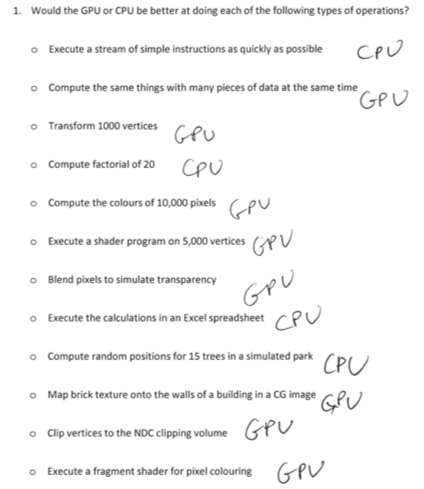 1. Would the GPU or CPU be better at doing each of the following types of operations?
o Execute a stream of simple instructions as quickly as possible CPU
o Compute the same things with many pieces of data at the same time GPU
o Transform 1000 vertices GPU
o Compute factorial of 20 CPU
o Compute the colours of 10,000 pixels GPU
o Execute a shader program on 5,000 vertices GPU
o Blend pixels to simulate transparency GPU
o Execute the calculations in an Excel spreadsheet CPU
o Compute random positions for 15 trees in a simulated park CPU
o Map brick texture onto the walls of a building in a CG image GPU
o Clip vertices to the NDC clipping volume GPU
o Execute a fragment shader for pixel colouring GPU